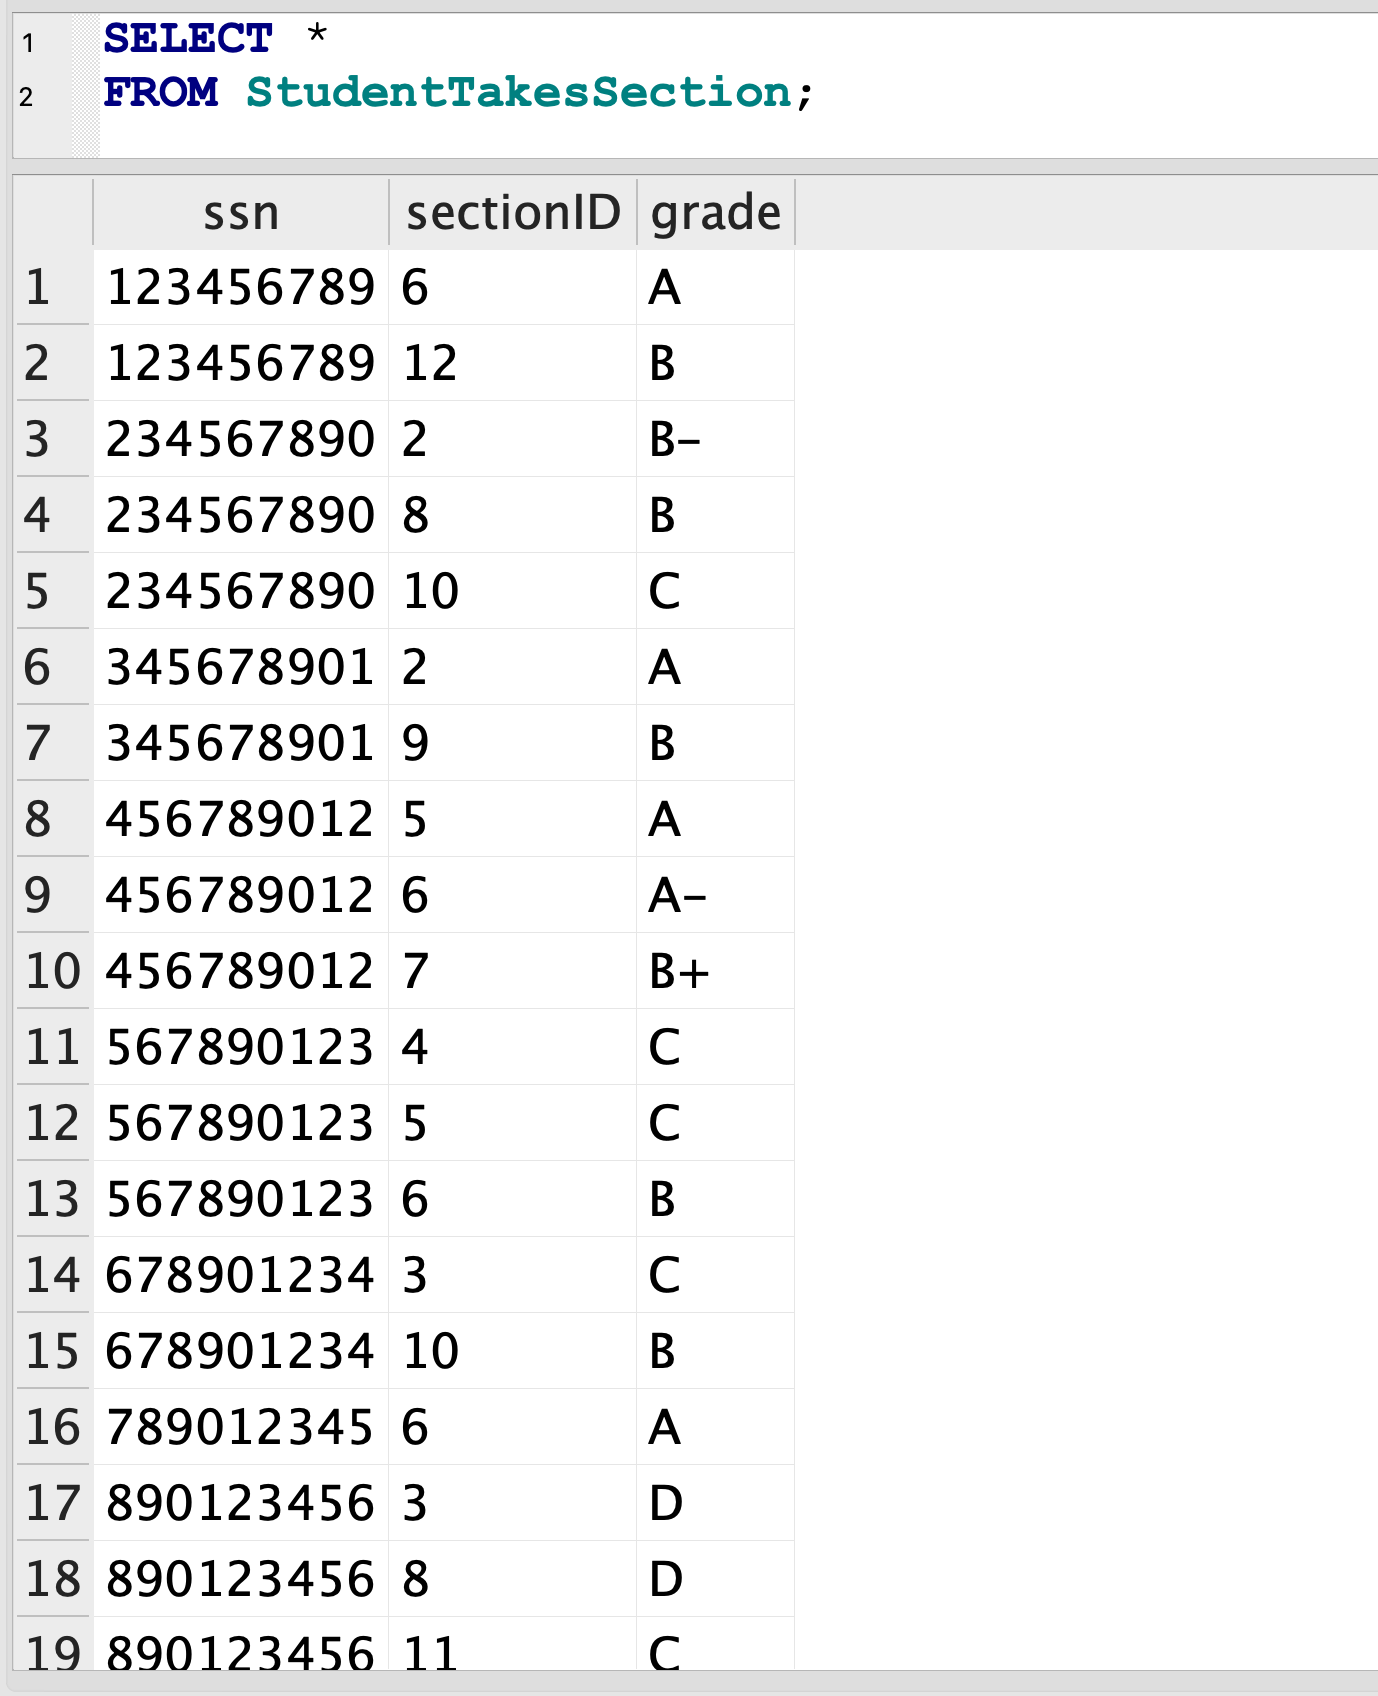 1 SELECT *
2 FROM StudentTakesSection;
ssn sectionID grade
1 123456789 6 A
2 123456789 12 B
3 234567890 2 B-
4 234567890 8 B
5 234567890 10 C
6 345678901 2 A
7 345678901 9 B
8 456789012 5 A
9 456789012 6 A-
10 456789012 7 B+
11 567890123 4 C
12 567890123 5 C
13 567890123 6 B
14 678901234 3 C
15 678901234 10 B
16 789012345 6 A
17 890123456 3 D
18 890123456 8 D
19 890123456 11 C